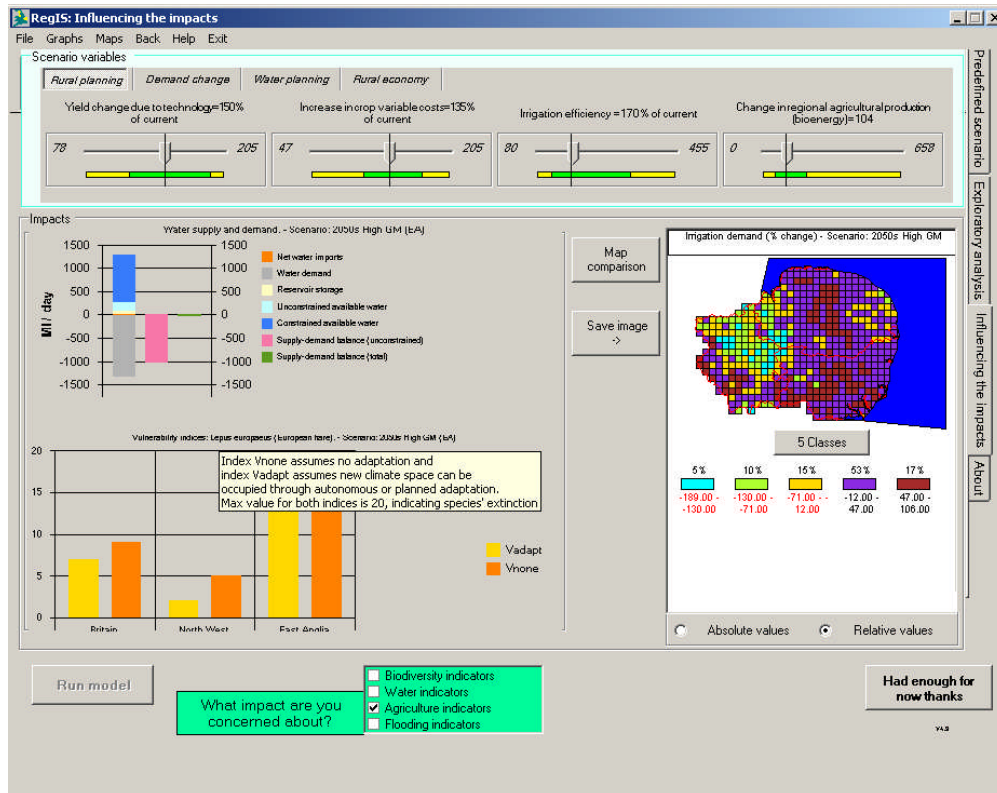 RegIS: Influencing the impacts
File Graphs Maps Back Help Exit
Scenario variables
Rural planning Demand change Water planning Rural economy
Yield change due to technology=150%
of current
Increase in crop variable costs=135%
of current
Irrigation efficiency =170% of current
Change in regional agricultural production
(bioenergy)=104
78 205
47 205
80 455
0 658
Predefined scenario
Exploratory analysis
Influencing the impacts
About
Impacts
Water supply and demand. - Scenario: 2050s High GM (EA)
Ml / day
1500 1500
1000 1000
500 500
0 0
-500 -500
-1000 -1000
-1500 -1500
Net water imports
Water demand
Reservoir storage
Unconstrained available water
Constrained available water
Supply-demand balance (unconstrained)
Supply-demand balance (total)
Map
comparison
Save image
->
Irrigation demand (% change) - Scenario: 2050s High GM
5 Classes
5% 10% 15% 53% 17%
-189.00 - -130.00 - -71.00 - - -12.00 - 47.00 -
-130.00 -71.00 12.00 47.00 106.00
Absolute values Relative values
Vulnerability indices: Lepus europaeus (European hare). - Scenario: 2050s High GM (EA)
Index Vnone assumes no adaptation and
index Vadapt assumes new climate space can be
occupied through autonomous or planned adaptation.
Max value for both indices is 20, indicating species' extinction
20
15
10
5
0
Britain North West East Anglia
Vadapt
Vnone
Run model
What impact are you
concerned about?
Biodiversity indicators
Water indicators
Agriculture indicators
Flooding indicators
Had enough for
now thanks